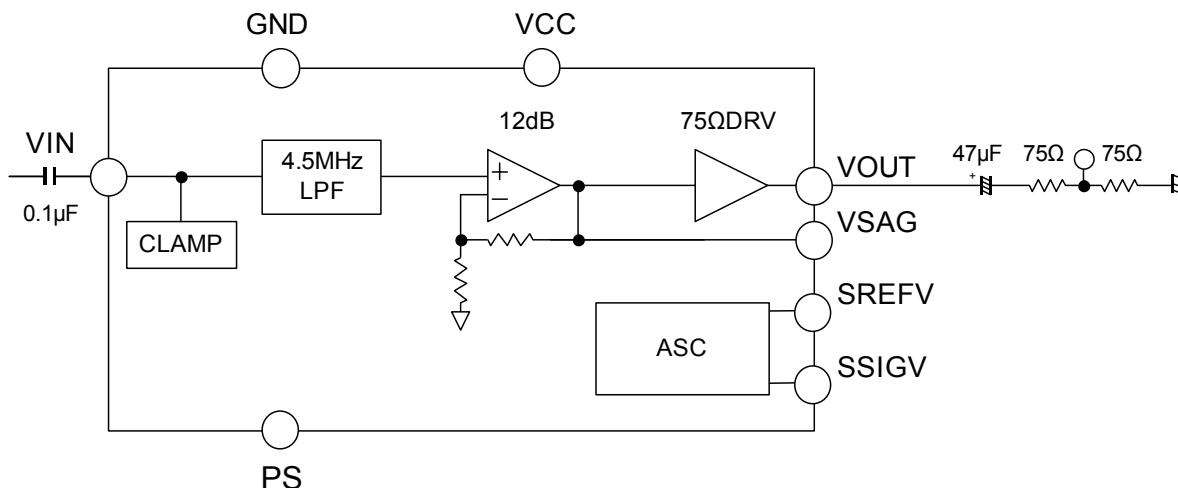 GND
VCC
VIN
0.1µF
4.5MHz
LPF
CLAMP
12dB
+
−
75ΩDRV
VOUT
47µF
+
75Ω
75Ω
VSAG
ASC
SREFV
SSIGV
PS